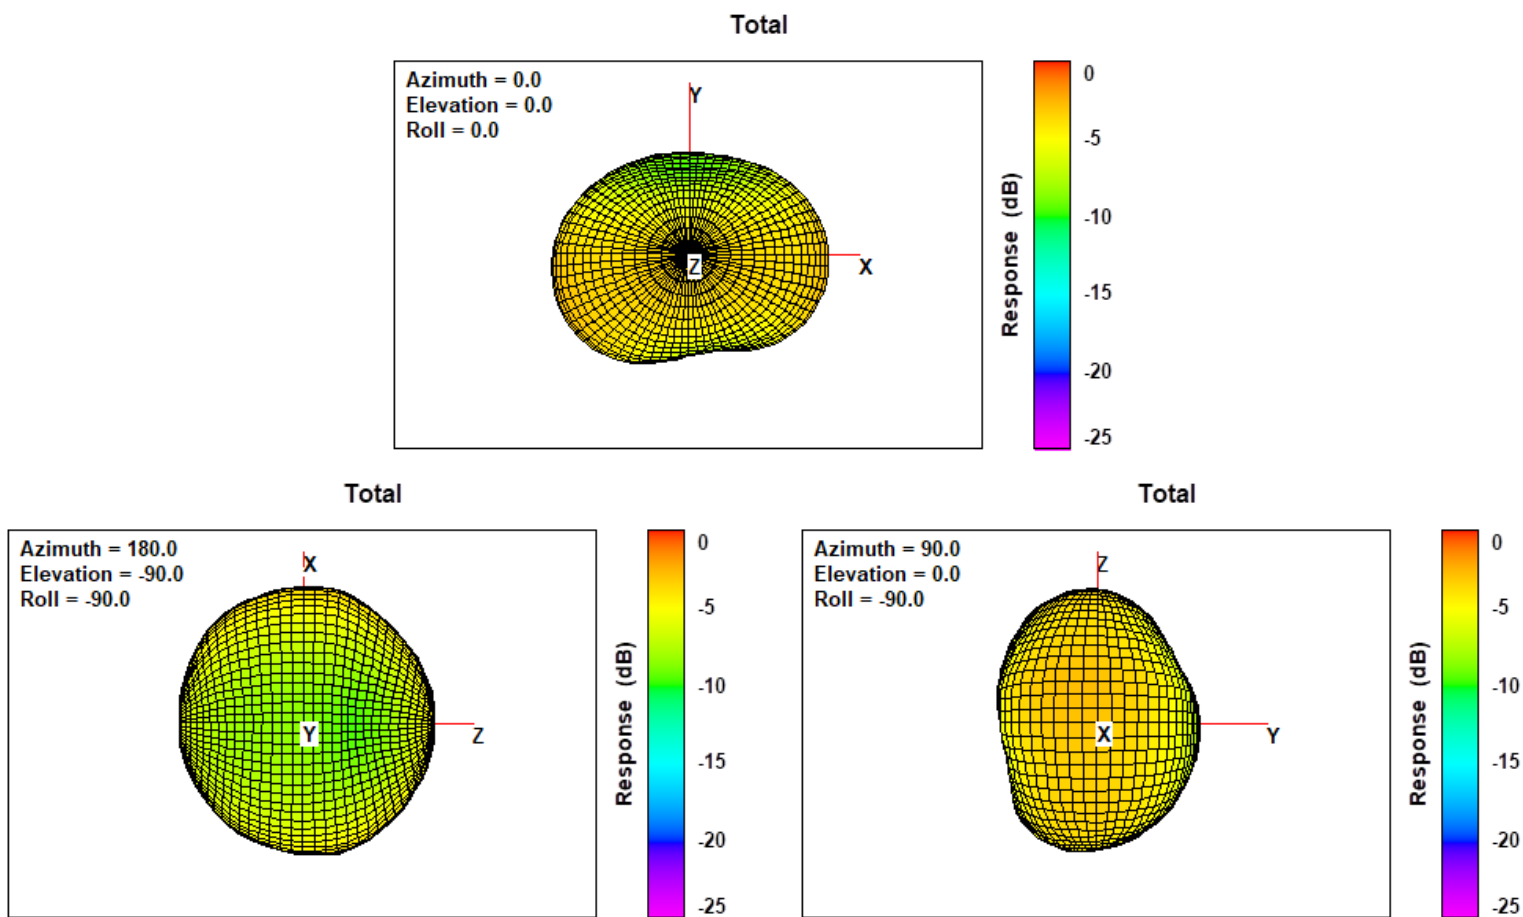 Total
Azimuth = 0.0
Elevation = 0.0
Roll = 0.0
Y
X
Z
Response (dB)
0
-5
-10
-15
-20
-25
Total
Azimuth = 180.0
Elevation = -90.0
Roll = -90.0
X
Y
Z
Response (dB)
0
-5
-10
-15
-20
-25
Total
Azimuth = 90.0
Elevation = 0.0
Roll = -90.0
Z
X
Y
Response (dB)
0
-5
-10
-15
-20
-25